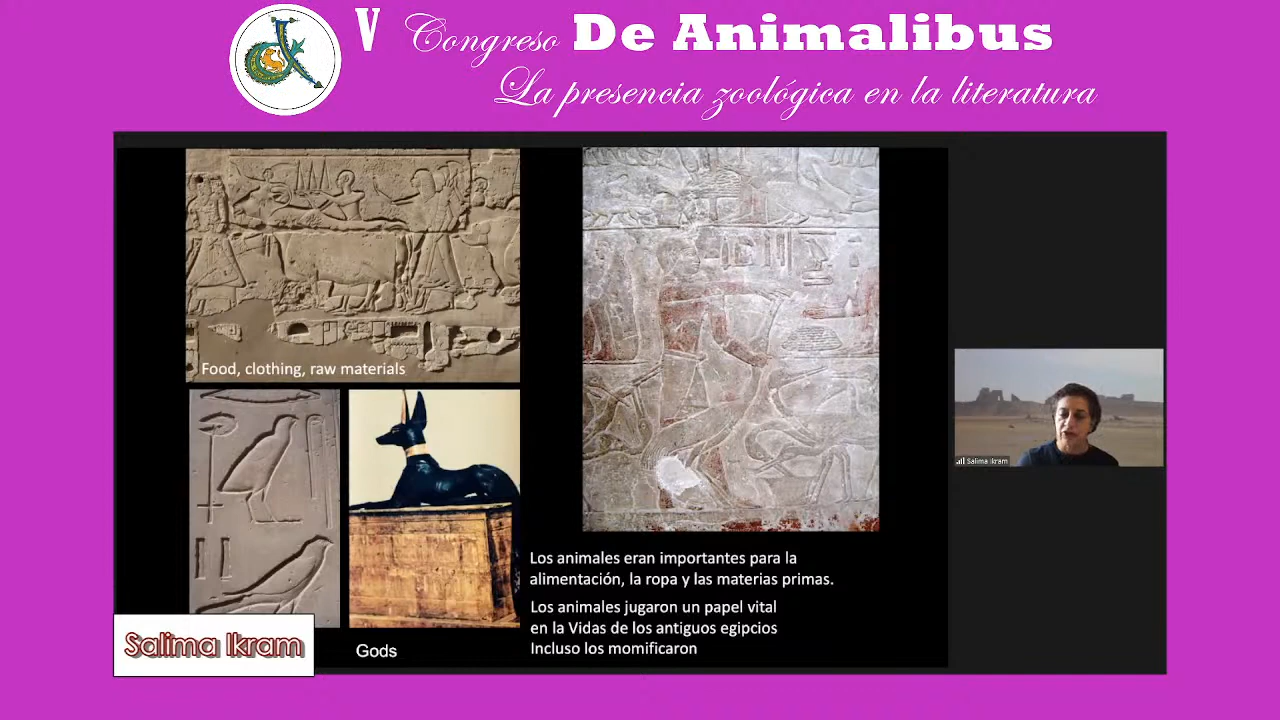 V Congreso De Animalibus
La presencia zoológica en la literatura
Food, clothing, raw materials
Salima Ikram
Los animales eran importantes para la
alimentación, la ropa y las materias primas.
Los animales jugaron un papel vital
en la Vidas de los antiguos egipcios
Incluso los momificaron
Gods
Salima Ikram